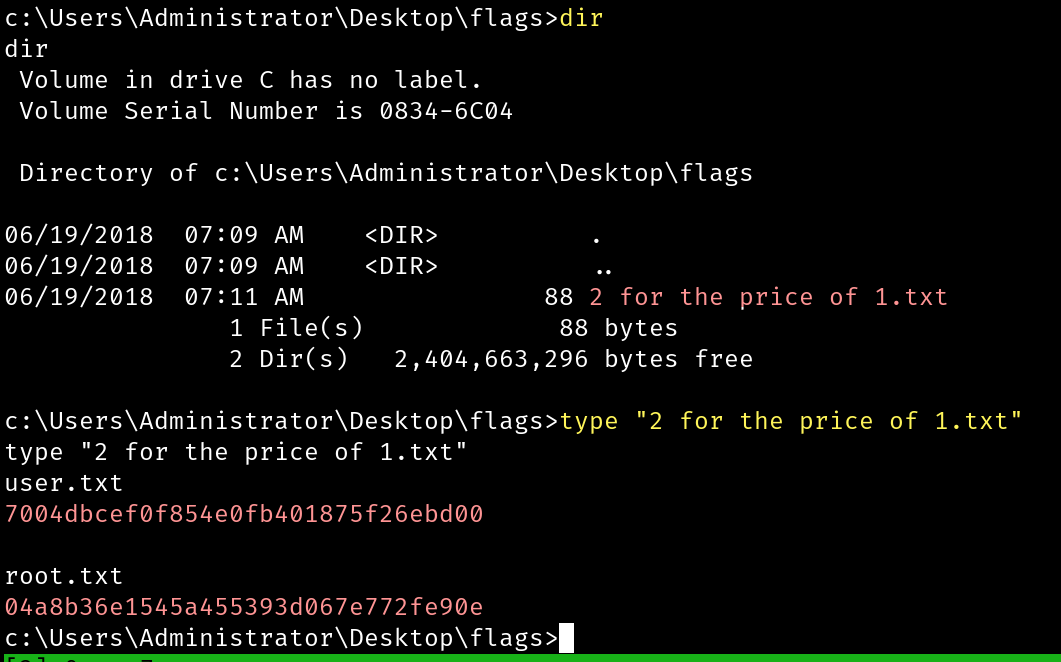 c:\Users\Administrator\Desktop\flags>dir
dir
 Volume in drive C has no label.
 Volume Serial Number is 0834-6C04

 Directory of c:\Users\Administrator\Desktop\flags

06/19/2018  07:09 AM    <DIR>          .
06/19/2018  07:09 AM    <DIR>          ..
06/19/2018  07:11 AM                88 2 for the price of 1.txt
               1 File(s)             88 bytes
               2 Dir(s)   2,404,663,296 bytes free

c:\Users\Administrator\Desktop\flags>type "2 for the price of 1.txt"
type "2 for the price of 1.txt"
user.txt
7004dbcef0f854e0fb401875f26ebd00

root.txt
04a8b36e1545a455393d067e772fe90e
c:\Users\Administrator\Desktop\flags>